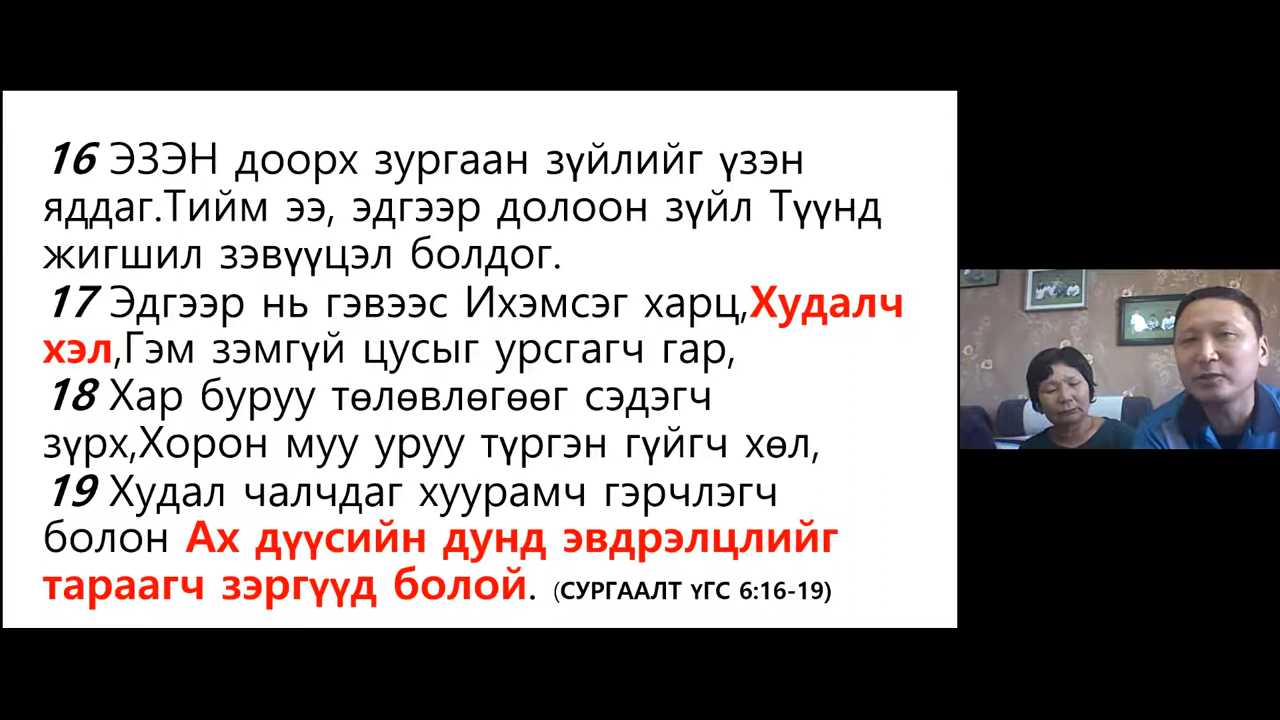 16 ЭЗЭН доорх зургаан зүйлийг үзэн
яддаг.Тийм ээ, эдгээр долоон зүйл Түүнд
жигшил зэвүүцэл болдог.
17 Эдгээр нь гэвээс Ихэмсэг харц,Худалч
хэл,Гэм зэмгүй цусыг урсгагч гар,
18 Хар буруу төлөвлөгөөг сэдэгч
зүрх,Хорон муу уруу түргэн гүйгч хөл,
19 Худал чалчдаг хуурамч гэрчлэгч
болон Ах дүүсийн дунд эвдрэлцлийг
тараагч зэргүүд болой. (СУРГААЛТ ҮГС 6:16-19)